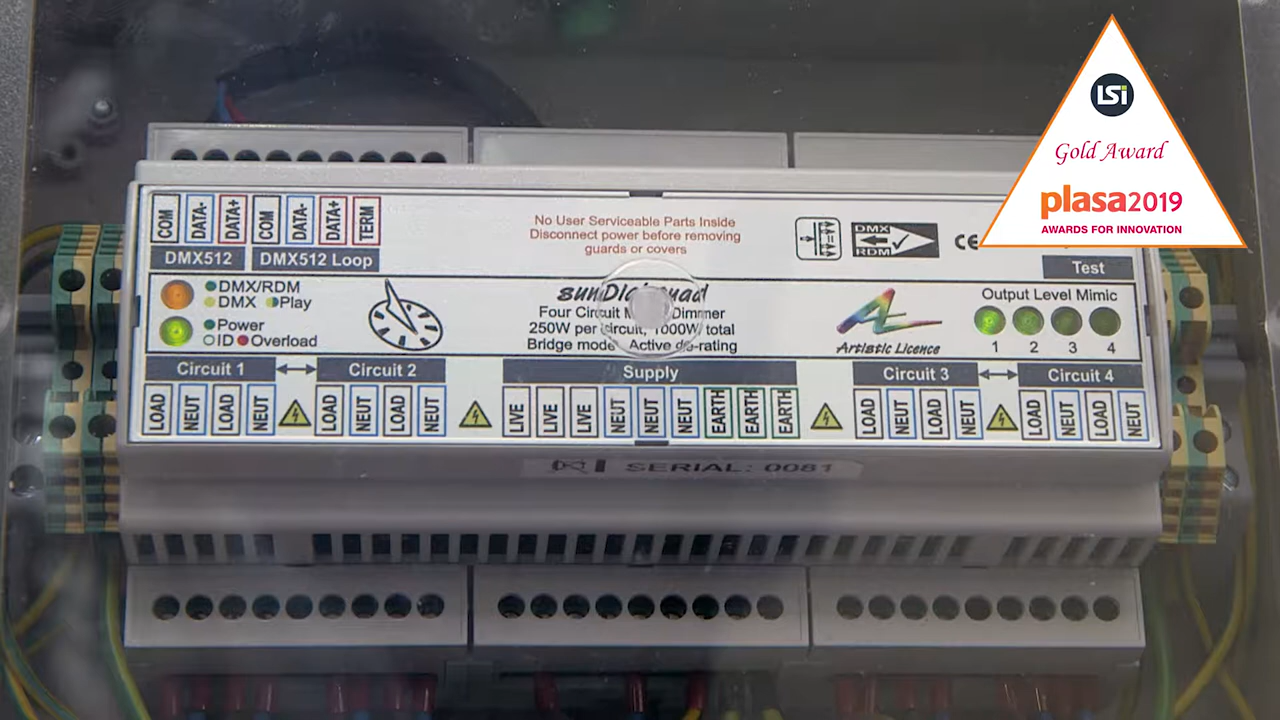 LSi
Gold Award
plasa2019
AWARDS FOR INNOVATION
COM DATA- DATA+ COM DATA- DATA+ TERM
DMX512 DMX512 Loop
No User Serviceable Parts Inside
Disconnect power before removing
guards or covers
DMX
RDM
CE
Test
DMX/RDM
DMX Play
Power
ID Overload
Four Circuit Dimmer
250W per circuit, 1000W total
Bridge mode Active de-rating
Artistic Licence
Output Level Mimic
1 2 3 4
Circuit 1 Circuit 2 Supply Circuit 3 Circuit 4
LOAD NEUT LOAD NEUT LOAD NEUT LOAD NEUT LIVE LIVE LIVE NEUT NEUT NEUT EARTH EARTH EARTH LOAD NEUT LOAD NEUT LOAD NEUT LOAD NEUT
SERIAL: 0081